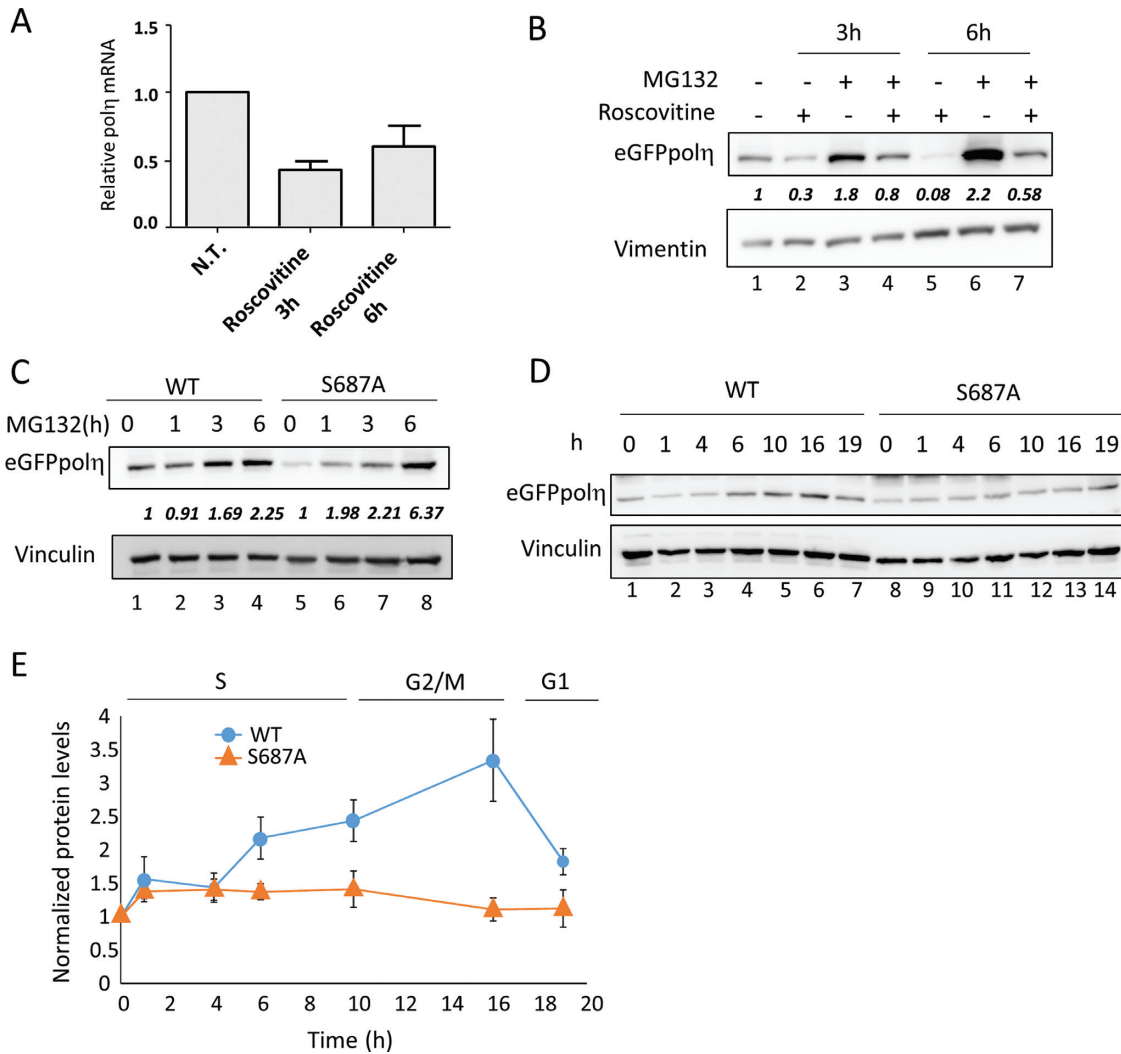 A
Relative polη mRNA
1.5
1.0
0.5
0.0
N.T.
Roscovitine
3h
Roscovitine
6h
B
3h 6h
MG132 - - + + - + +
Roscovitine - + - + + - +
eGFPpolη
1 0.3 1.8 0.8 0.08 2.2 0.58
Vimentin
1 2 3 4 5 6 7
C
WT S687A
MG132(h) 0 1 3 6 0 1 3 6
eGFPpolη
1 0.91 1.69 2.25 1 1.98 2.21 6.37
Vinculin
1 2 3 4 5 6 7 8
D
WT S687A
h 0 1 4 6 10 16 19 0 1 4 6 10 16 19
eGFPpolη
Vinculin
1 2 3 4 5 6 7 8 9 10 11 12 13 14
E
S G2/M G1
WT
S687A
Normalized protein levels
4
3.5
3
2.5
2
1.5
1
0.5
0
0 2 4 6 8 10 12 14 16 18 20
Time (h)